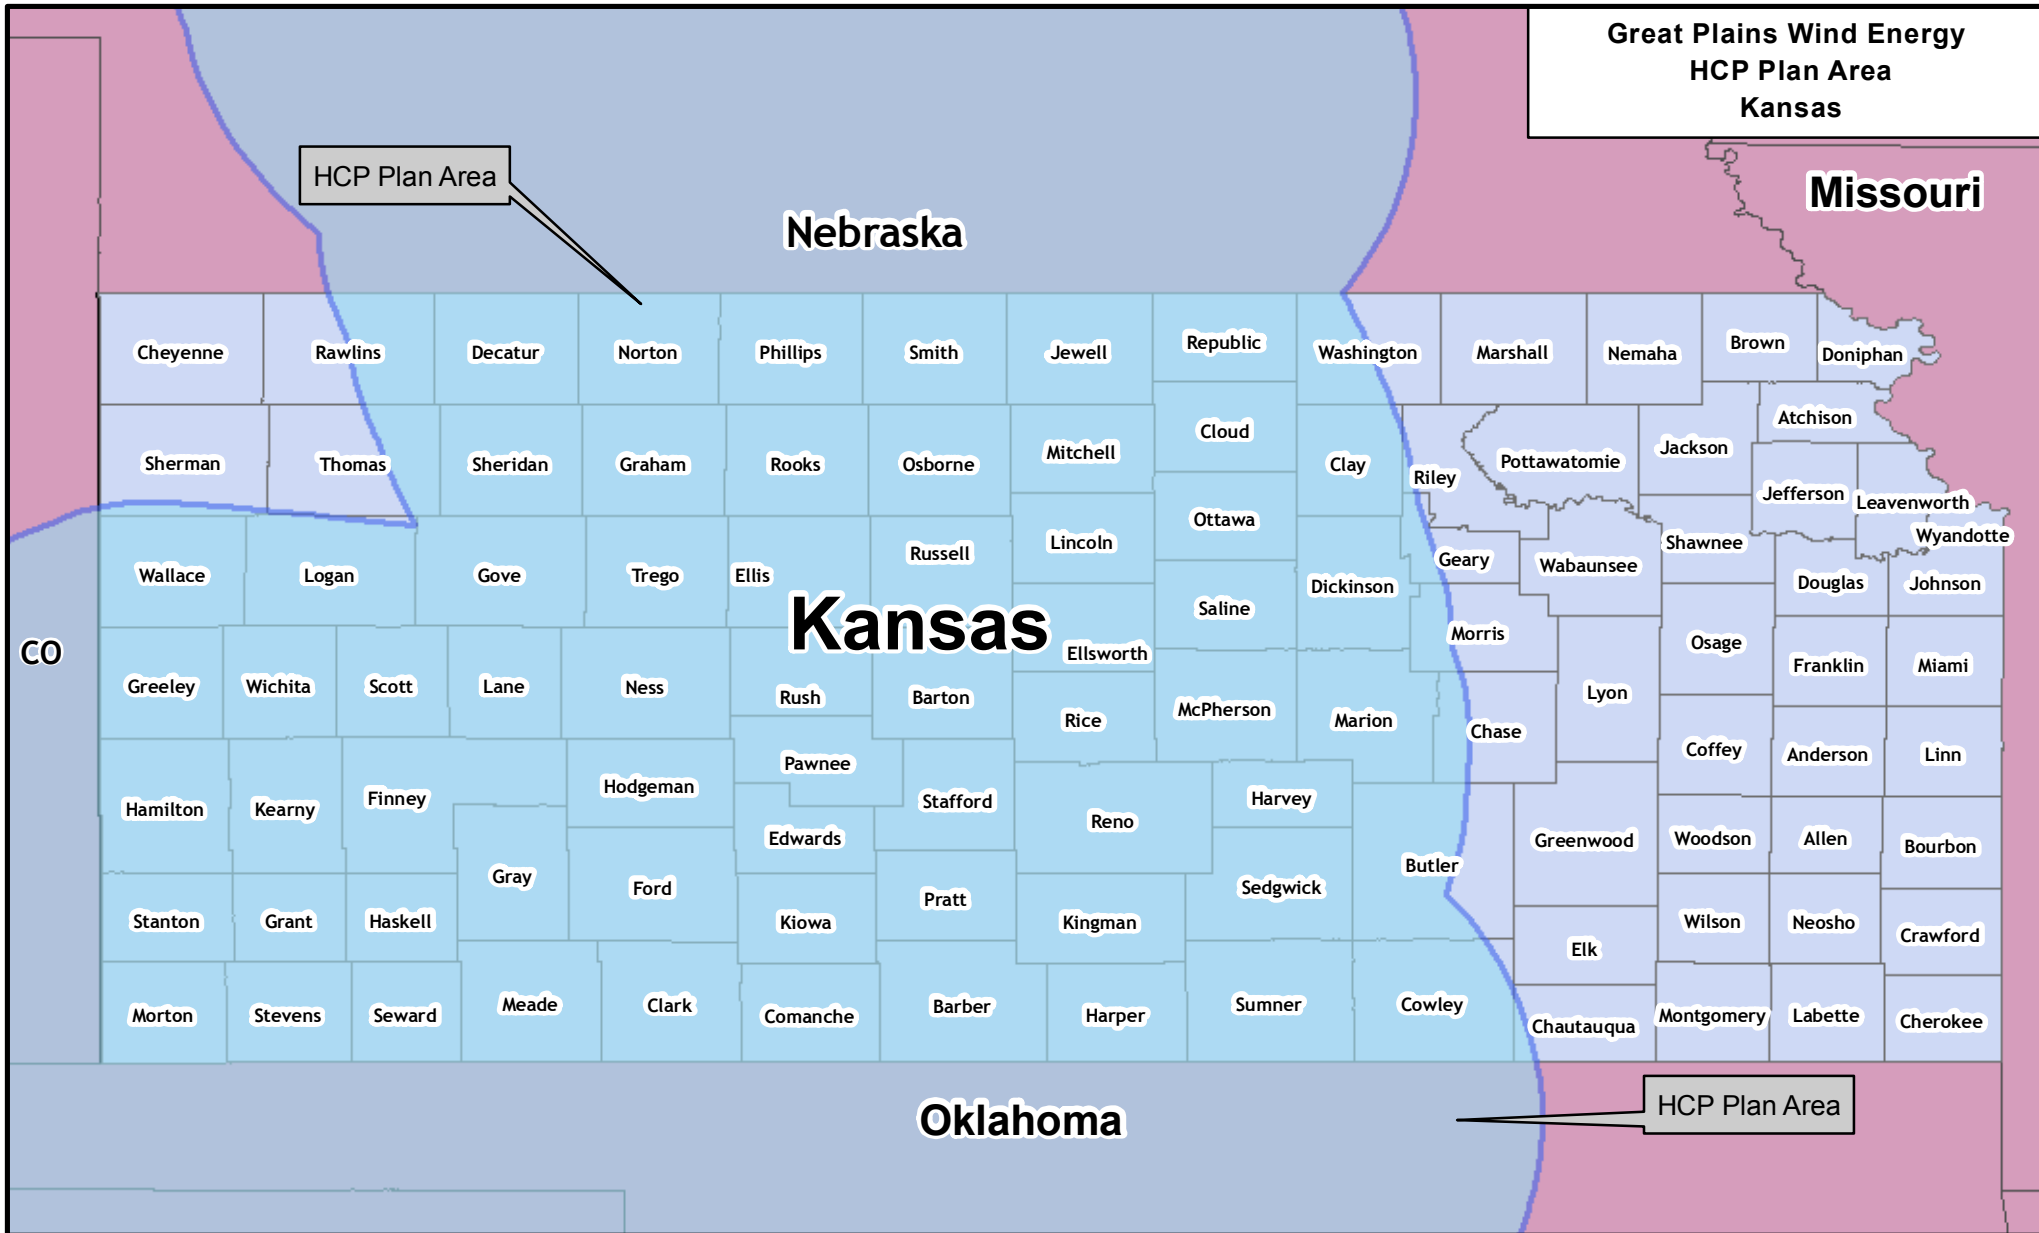 Great Plains Wind Energy
HCP Plan Area
Kansas
HCP Plan Area
Missouri
Nebraska
Cheyenne
Rawlins
Decatur
Norton
Phillips
Smith
Jewell
Republic
Washington
Marshall
Nemaha
Brown
Doniphan
Sherman
Thomas
Sheridan
Graham
Rooks
Osborne
Mitchell
Cloud
Clay
Riley
Pottawatomie
Jackson
Atchison
Jefferson
Leavenworth
Wyandotte
Wallace
Logan
Gove
Trego
Ellis
Russell
Lincoln
Ottawa
Dickinson
Geary
Wabaunsee
Shawnee
Douglas
Johnson
Kansas
Saline
Ellsworth
Morris
Osage
Franklin
Miami
CO
Greeley
Wichita
Scott
Lane
Ness
Rush
Barton
Rice
McPherson
Marion
Chase
Lyon
Coffey
Anderson
Linn
Hamilton
Kearny
Finney
Hodgeman
Pawnee
Stafford
Edwards
Reno
Harvey
Butler
Greenwood
Woodson
Allen
Bourbon
Gray
Ford
Kiowa
Pratt
Kingman
Sedgwick
Stanton
Grant
Haskell
Elk
Wilson
Neosho
Crawford
Morton
Stevens
Seward
Meade
Clark
Comanche
Barber
Harper
Sumner
Cowley
Chautauqua
Montgomery
Labette
Cherokee
Oklahoma
HCP Plan Area